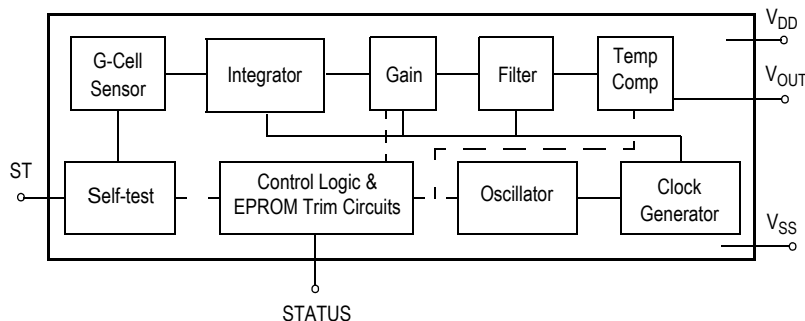 V_DD
G-Cell
Sensor
Integrator
Gain
Filter
Temp
Comp
V_OUT
ST
Self-test
Control Logic &
EPROM Trim Circuits
Oscillator
Clock
Generator
V_SS
STATUS